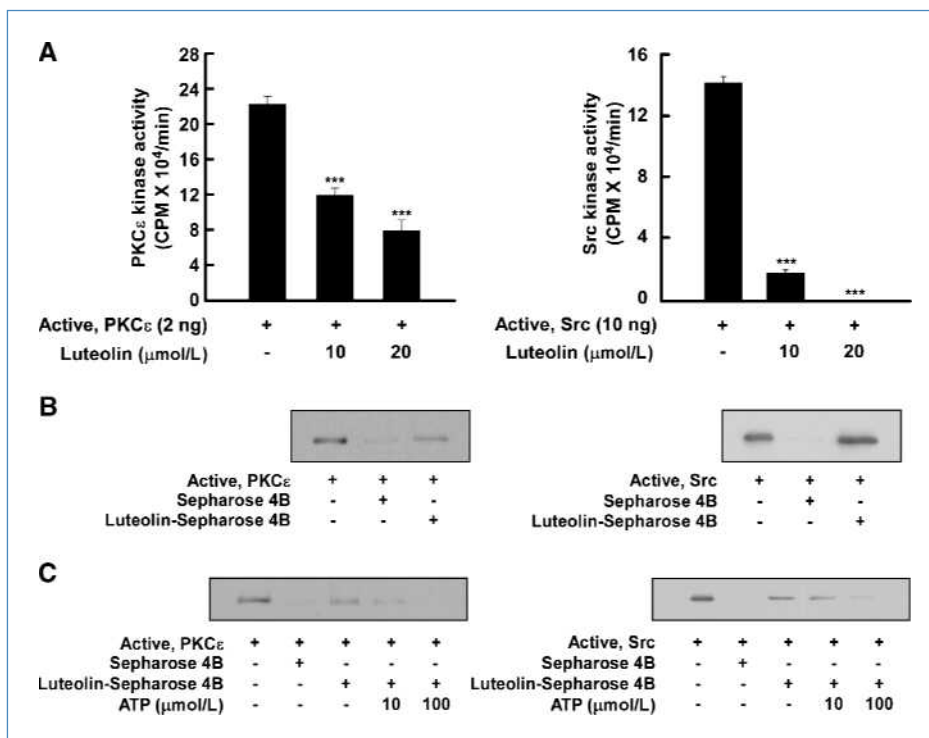 A
PKCε kinase activity
(CPM X 10⁴/min)
28
24
20
16
12
8
4
0
***
***
Active, PKCε (2 ng) + + +
Luteolin (μmol/L) - 10 20
Src kinase activity
(CPM X 10⁴/min)
16
12
8
4
0
***
***
Active, Src (10 ng) + + +
Luteolin (μmol/L) - 10 20
B
Active, PKCε + + +
Sepharose 4B - + -
Luteolin-Sepharose 4B - - +
Active, Src + + +
Sepharose 4B - + -
Luteolin-Sepharose 4B - - +
C
Active, PKCε + + + + +
Sepharose 4B - + - - -
Luteolin-Sepharose 4B - - + + +
ATP (μmol/L) - - - 10 100
Active, Src + + + + +
Sepharose 4B - + - - -
Luteolin-Sepharose 4B - - + + +
ATP (μmol/L) - - - 10 100